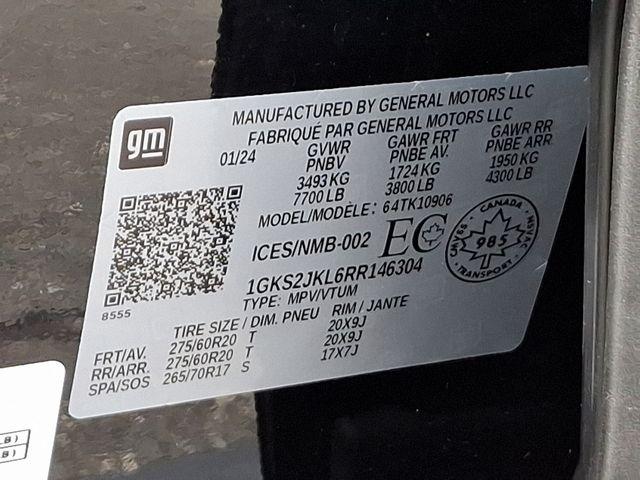 MANUFACTURED BY GENERAL MOTORS LLC
FABRIQUÉ PAR GENERAL MOTORS LLC
gm
01/24
GVWR GAWR FRT GAWR RR
PNBV PNBE AV. PNBE ARR
3493 KG 1724 KG 1950 KG
7700 LB 3800 LB 4300 LB
MODEL/MODÈLE: 64TK10906
ICES/NMB-002 EC
CANADA
985
TRANSPORT
1GKS2JKL6RR146304
8555
TYPE: MPV/VTUM
TIRE SIZE / DIM. PNEU RIM / JANTE
FRT/AV. 275/60R20 T 20X9J
RR/ARR. 275/60R20 T 20X9J
SPA/SOS 265/70R17 S 17X7J
LB)
B)